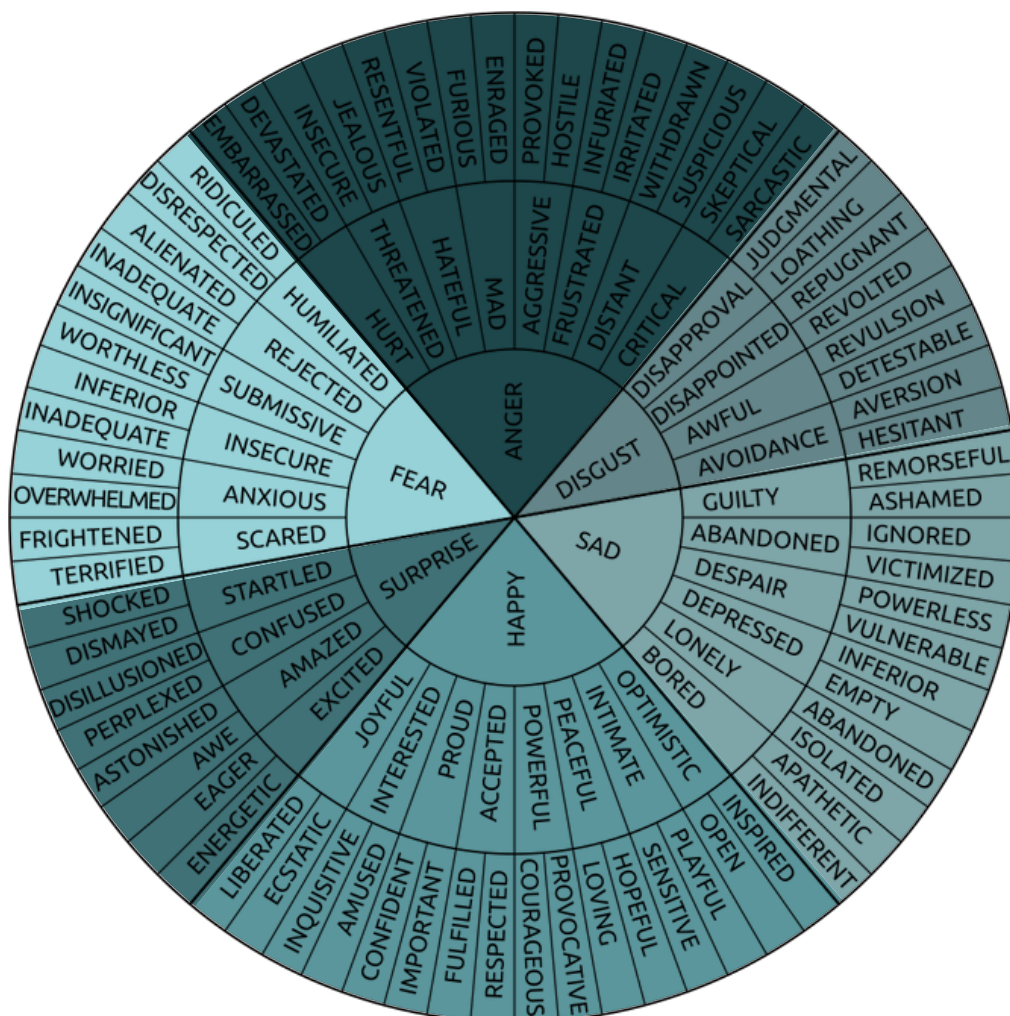 ANGER
HURT
EMBARRASSED
DEVASTATED
THREATENED
INSECURE
JEALOUS
HATEFUL
RESENTFUL
VIOLATED
MAD
FURIOUS
ENRAGED
AGGRESSIVE
PROVOKED
HOSTILE
FRUSTRATED
INFURIATED
IRRITATED
DISTANT
WITHDRAWN
SUSPICIOUS
CRITICAL
SKEPTICAL
SARCASTIC
DISGUST
DISAPPROVAL
JUDGMENTAL
LOATHING
DISAPPOINTED
REPUGNANT
REVOLTED
AWFUL
REVULSION
DETESTABLE
AVOIDANCE
AVERSION
HESITANT
SAD
GUILTY
REMORSEFUL
ASHAMED
ABANDONED
IGNORED
VICTIMIZED
DESPAIR
POWERLESS
VULNERABLE
DEPRESSED
INFERIOR
EMPTY
LONELY
ABANDONED
ISOLATED
BORED
APATHETIC
INDIFFERENT
HAPPY
OPTIMISTIC
INSPIRED
OPEN
INTIMATE
PLAYFUL
SENSITIVE
PEACEFUL
HOPEFUL
LOVING
POWERFUL
PROVOCATIVE
COURAGEOUS
ACCEPTED
RESPECTED
FULFILLED
PROUD
IMPORTANT
CONFIDENT
INTERESTED
AMUSED
INQUISITIVE
JOYFUL
ECSTATIC
LIBERATED
SURPRISE
EXCITED
ENERGETIC
EAGER
AMAZED
AWE
ASTONISHED
CONFUSED
PERPLEXED
DISILLUSIONED
STARTLED
DISMAYED
SHOCKED
FEAR
SCARED
TERRIFIED
FRIGHTENED
ANXIOUS
OVERWHELMED
WORRIED
INSECURE
INADEQUATE
INFERIOR
SUBMISSIVE
WORTHLESS
INSIGNIFICANT
REJECTED
INADEQUATE
ALIENATED
HUMILIATED
DISRESPECTED
RIDICULED